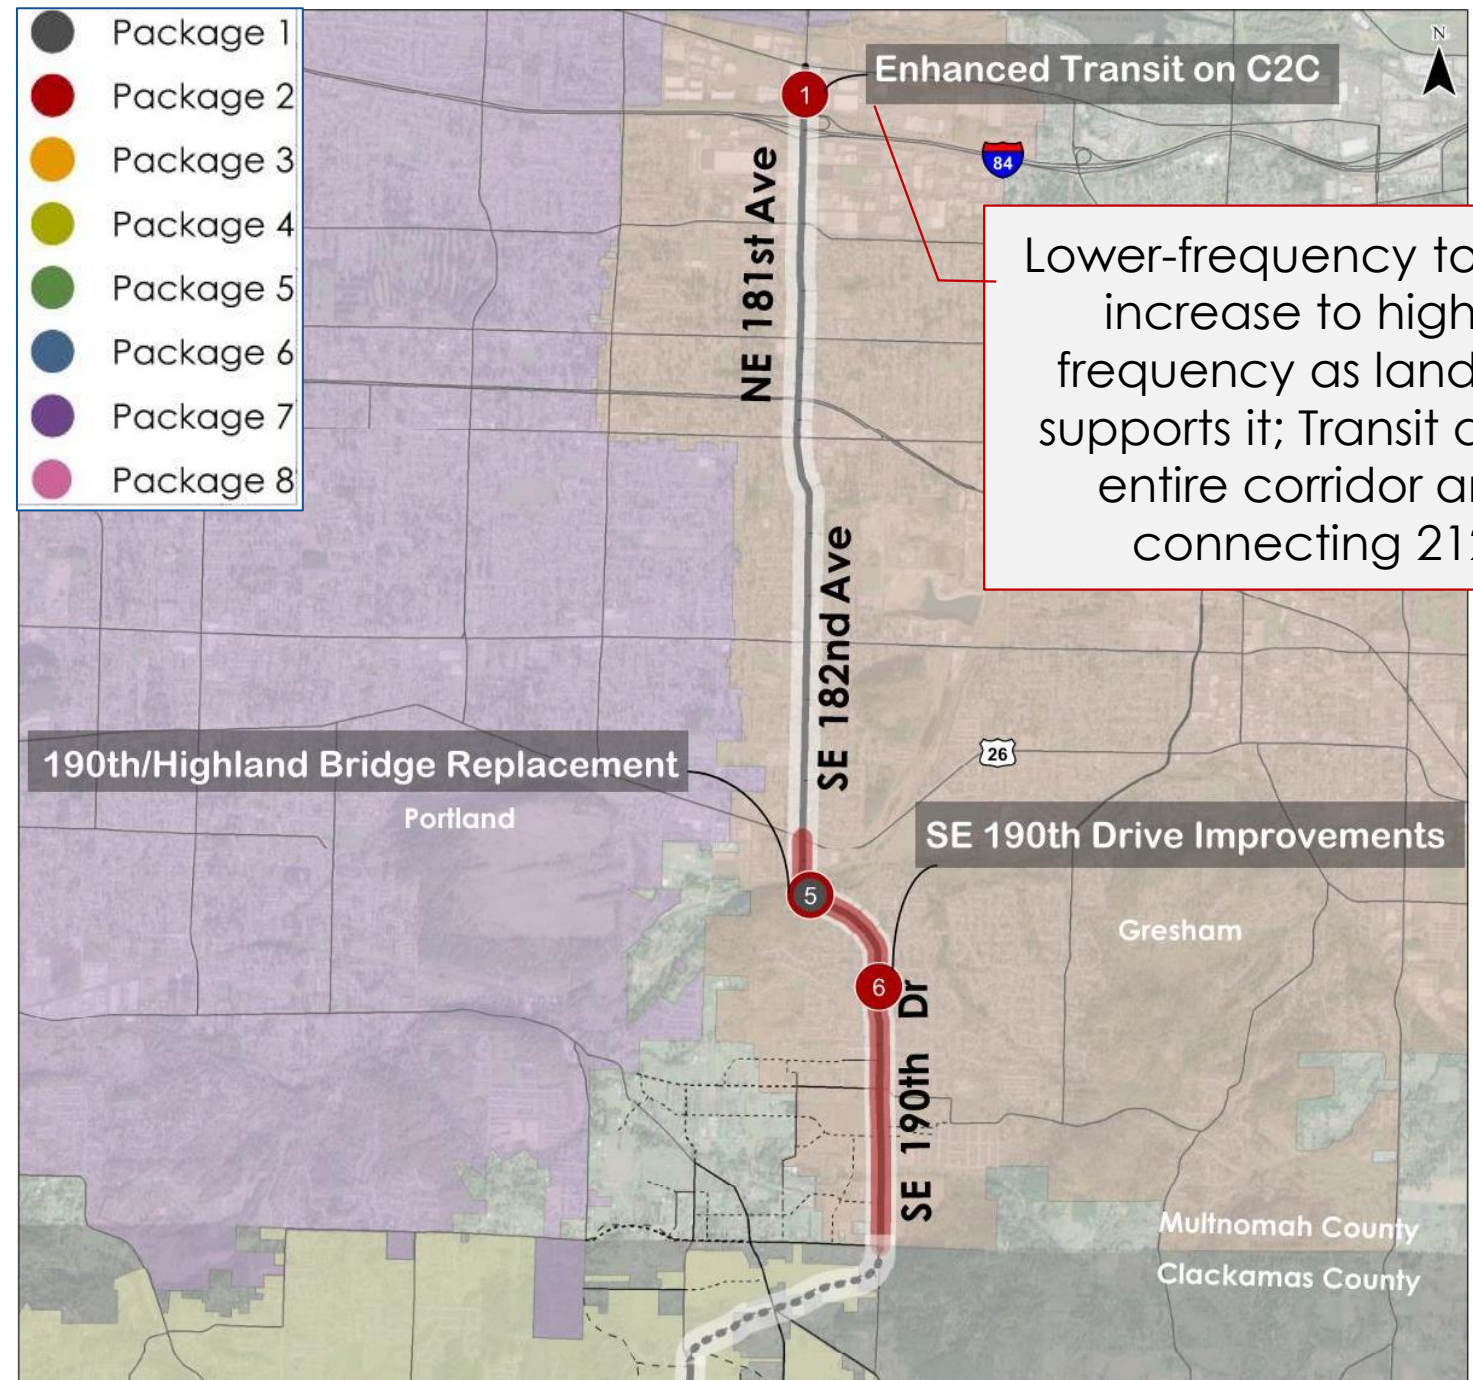 Package 1
Package 2
Package 3
Package 4
Package 5
Package 6
Package 7
Package 8
N
1
Enhanced Transit on C2C
84
NE 181st Ave
Lower-frequency to
increase to high
frequency as land
supports it; Transit
entire corridor
connecting
SE 182nd Ave
190th/Highland Bridge Replacement
26
Portland
SE 190th Drive Improvements
5
Gresham
6
SE 190th Dr
Multnomah County
Clackamas County